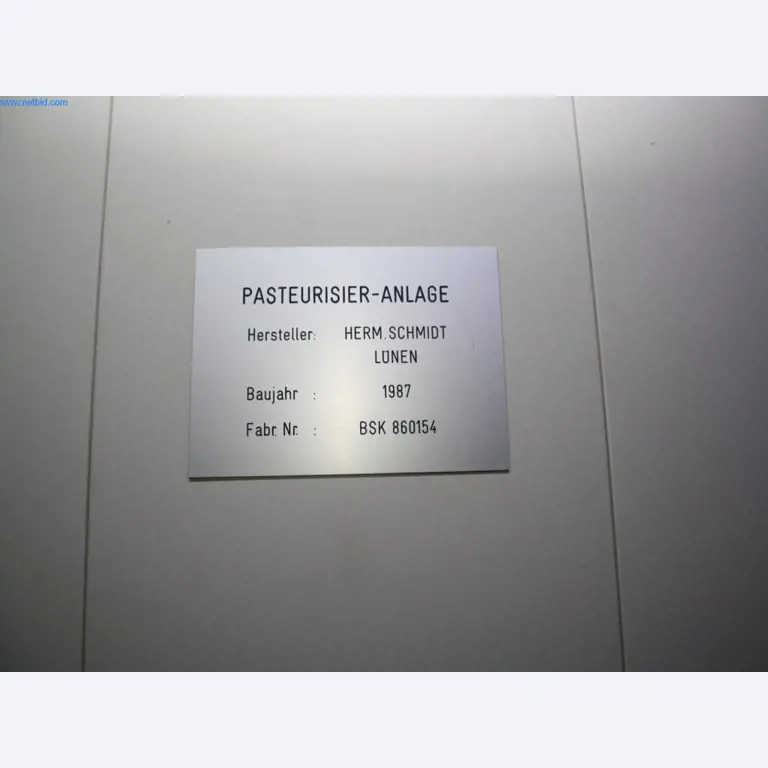 www.netbid.com
PASTEURISIER-ANLAGE
Hersteller: HERM. SCHMIDT
LÜNEN
Baujahr : 1987
Fabr. Nr. : BSK 860154